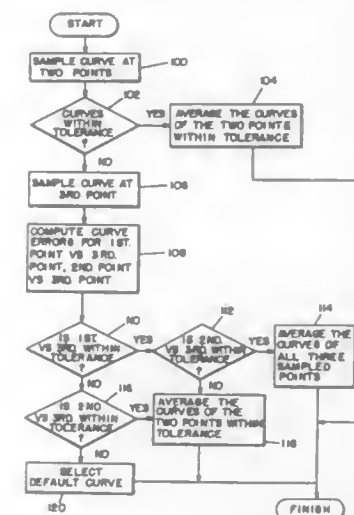 START
SAMPLE CURVE AT
TWO POINTS
100
102
CURVES
WITHIN
TOLERANCE
?
YES
104
AVERAGE THE CURVES
OF THE TWO POINTS
WITHIN TOLERANCE
NO
SAMPLE CURVE AT
3RD POINT
106
COMPUTE CURVE
ERRORS FOR 1ST.
POINT VS 3RD.
POINT, 2ND POINT
VS 3RD POINT
108
110
IS 1ST.
VS 3RD WITHIN
TOLERANCE
?
YES
112
IS 2ND.
VS 3RD WITHIN
TOLERANCE
?
YES
114
AVERAGE THE
CURVES OF
ALL THREE
SAMPLED
POINTS
NO
NO
116
IS 2ND
VS 3RD WITHIN
TOLERANCE
?
YES
AVERAGE THE
CURVES OF THE
TWO POINTS WITHIN
TOLERANCE
118
NO
SELECT
DEFAULT CURVE
120
FINISH